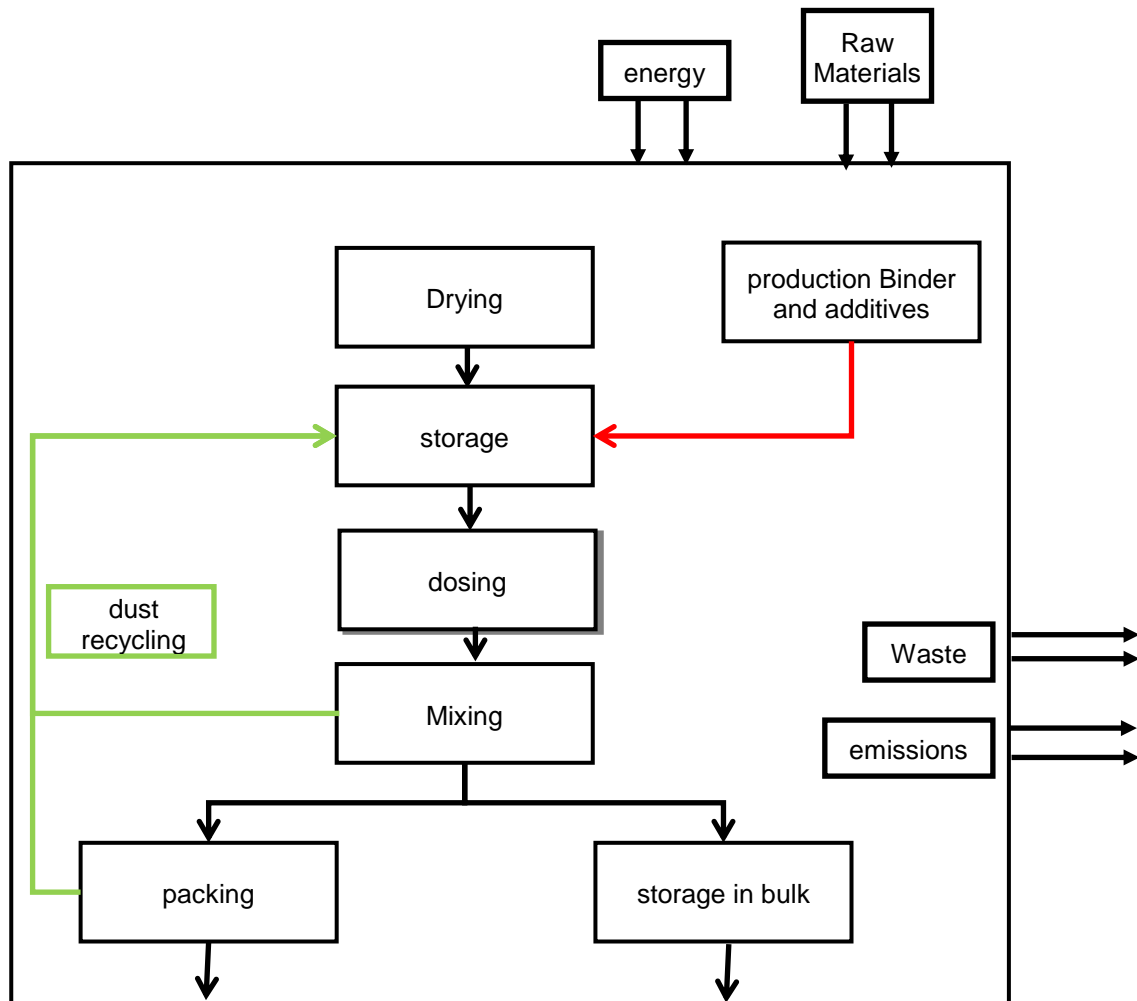 energy
Raw
Materials
Drying
production Binder
and additives
storage
dosing
dust
recycling
Waste
Mixing
emissions
packing
storage in bulk